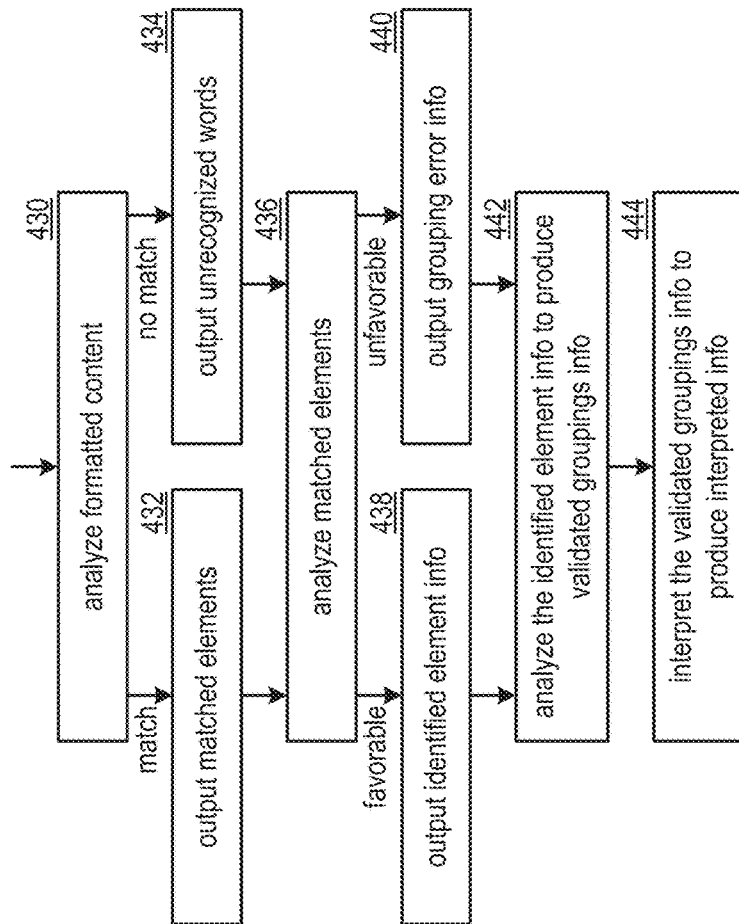 430
analyze formatted content
match
no match
432
output matched elements
434
output unrecognized words
436
analyze matched elements
favorable
unfavorable
438
output identified element info
440
output grouping error info
442
analyze the identified element info to produce
validated groupings info
444
interpret the validated groupings info to
produce interpreted info